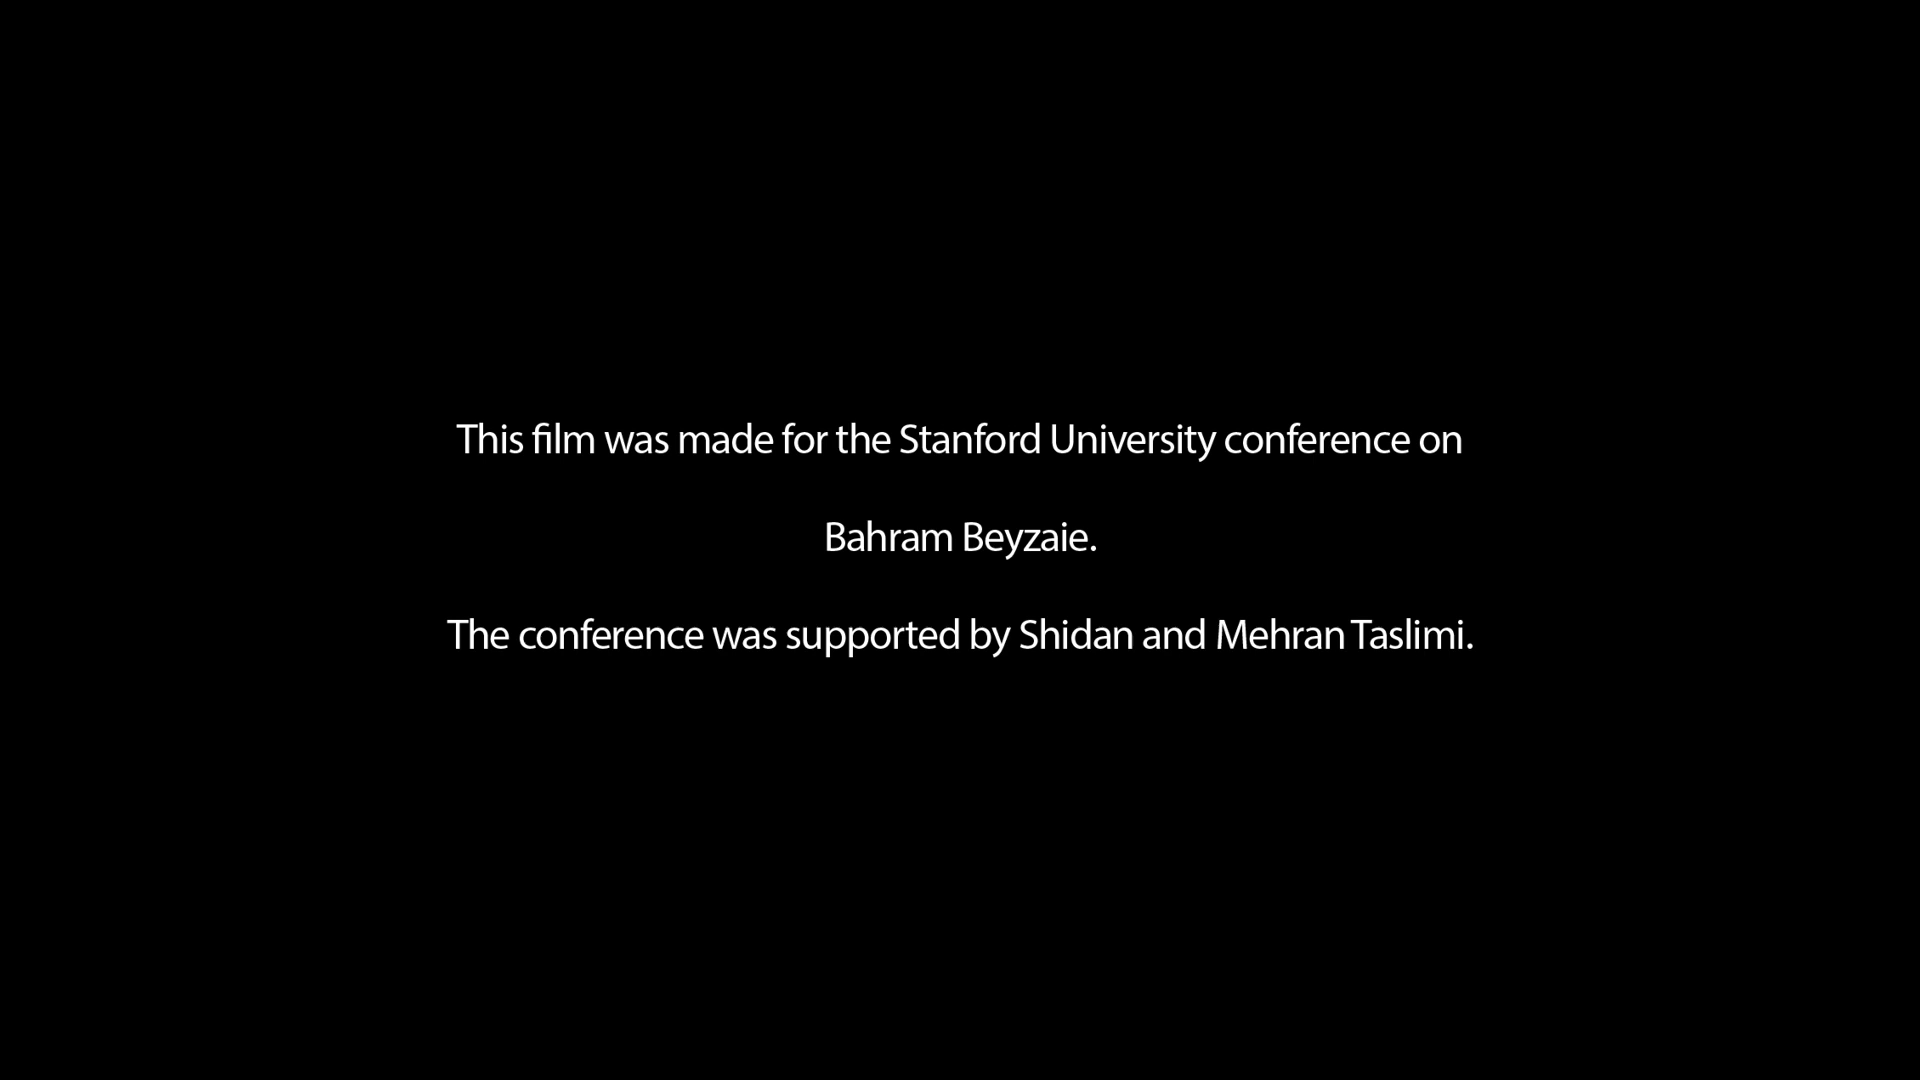 This film was made for the Stanford University conference on
Bahram Beyzaie.
The conference was supported by Shidan and Mehran Taslimi.